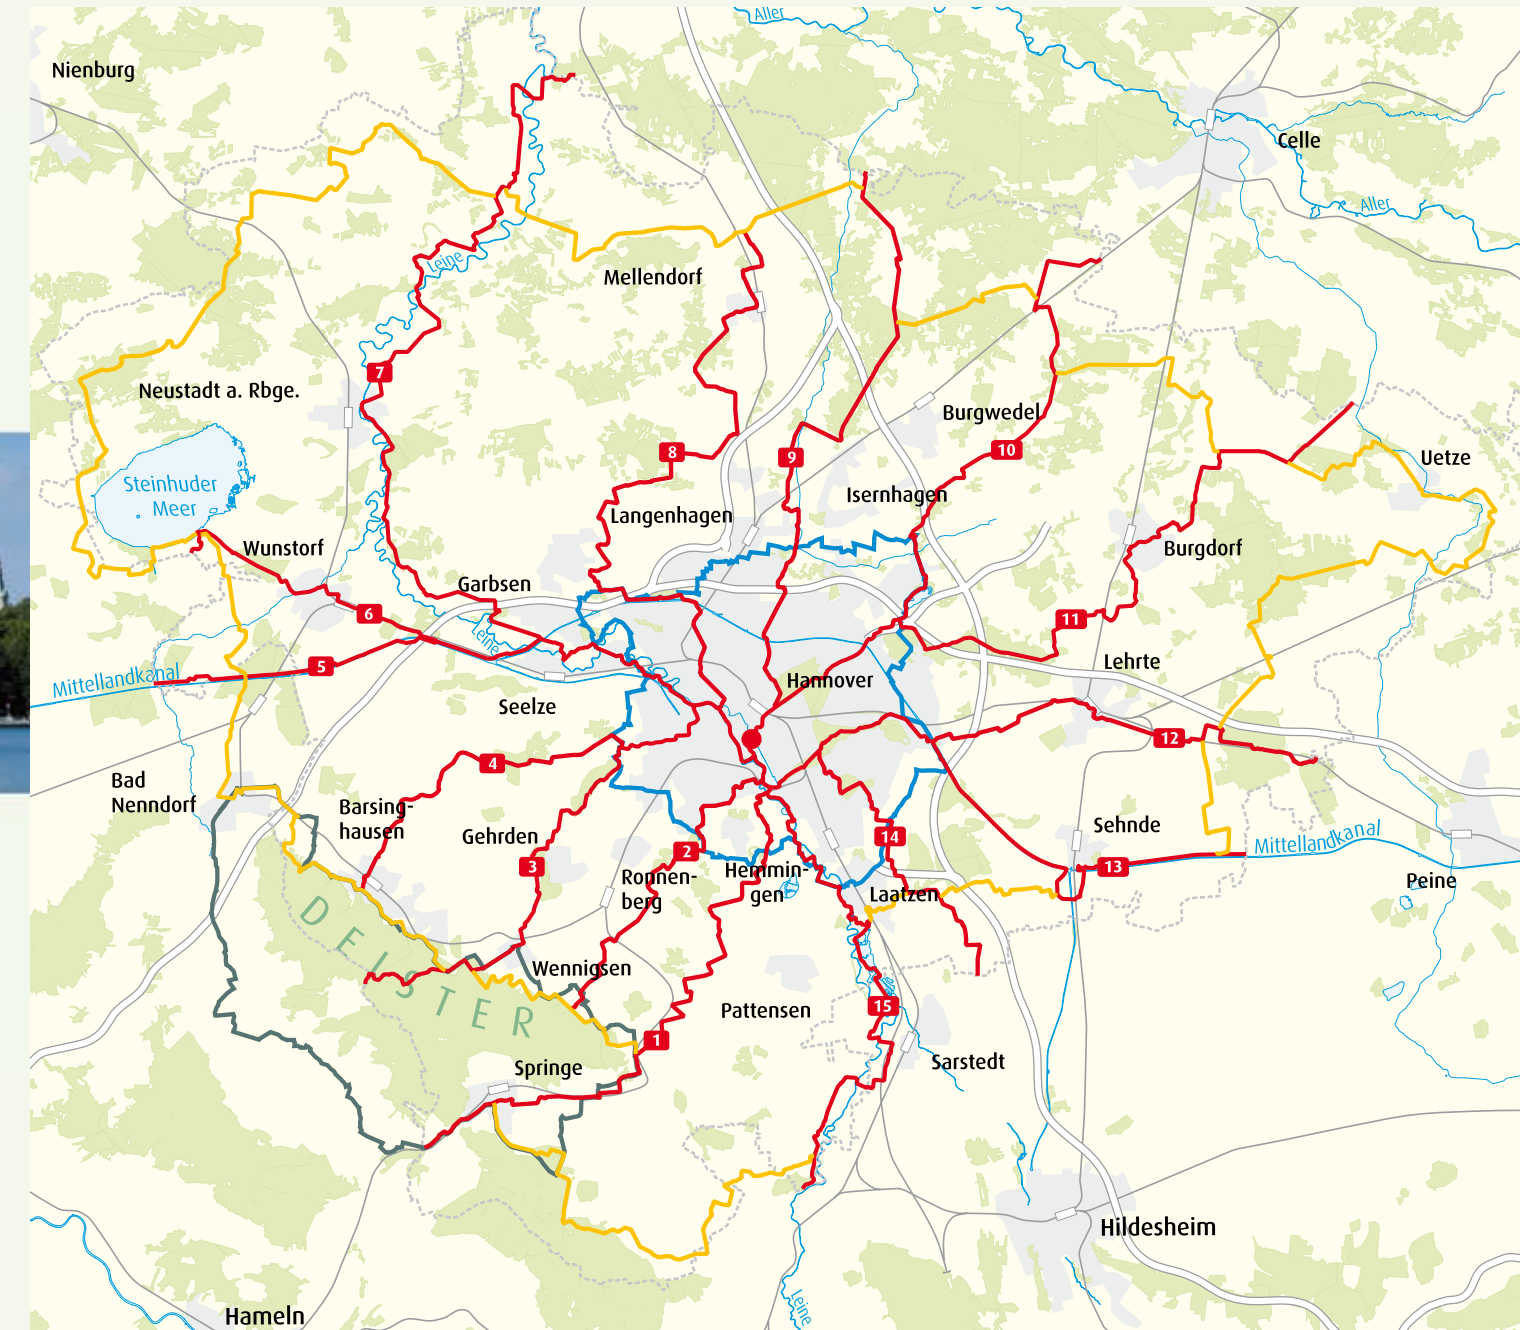 Aller
Nienburg
Celle
Aller
Leine
Mellendorf
7
Neustadt a. Rbge.
Burgwedel
8
9
10
Uetze
Steinhuder
Meer
Isernhagen
Langenhagen
Wunstorf
Burgdorf
Garbsen
6
11
Leine
5
Lehrte
Mittellandkanal
Hannover
Seelze
12
4
Bad
Nenndorf
Barsing-
hausen
Gehrden
14
Sehnde
Mittellandkanal
3
2
13
Ronnen-
berg
Hemmin-
gen
Laatzen
Peine
DEISTER
Wennigsen
Pattensen
15
1
Springe
Sarstedt
Hildesheim
Leine
Hameln